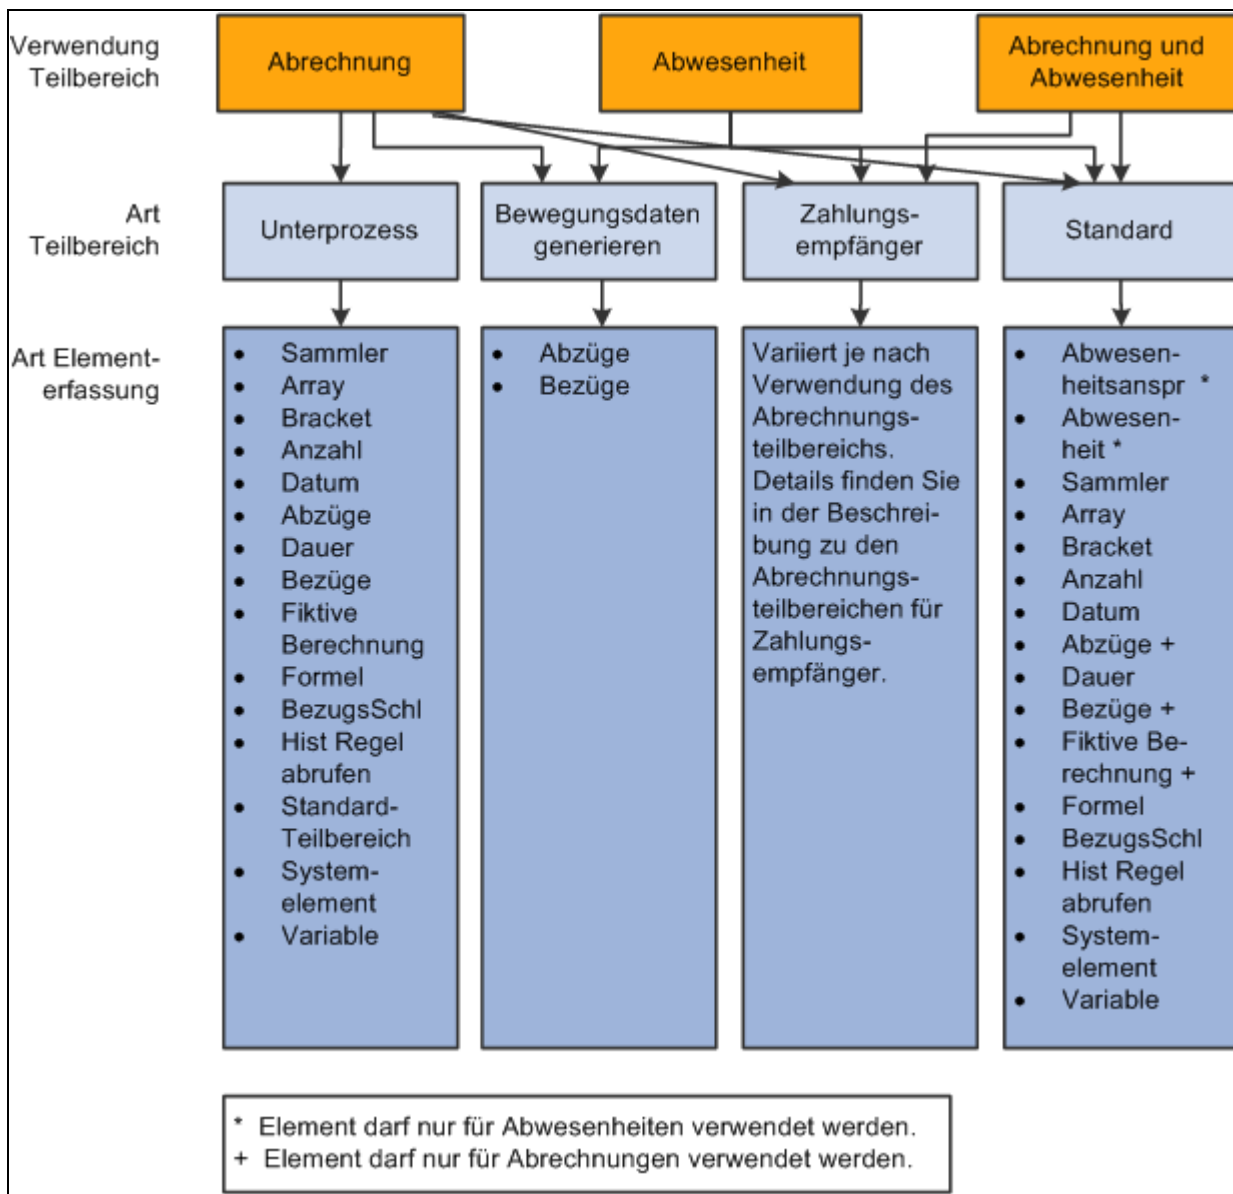 Verwendung
Teilbereich
Abrechnung
Abwesenheit
Abrechnung und
Abwesenheit
Art
Teilbereich
Unterprozess
Bewegungsdaten
generieren
Zahlungs-
empfänger
Standard
Art Element-
erfassung
• Sammler
• Array
• Bracket
• Anzahl
• Datum
• Abzüge
• Dauer
• Bezüge
• Fiktive
Berechnung
• Formel
• BezugsSchl
• Hist Regel
abrufen
• Standard-
Teilbereich
• System-
element
• Variable
• Abzüge
• Bezüge
Variiert je nach
Verwendung des
Abrechnungs-
teilbereichs.
Details finden Sie
in der Beschrei-
bung zu den
Abrechnungs-
teilbereichen für
Zahlungs-
empfänger.
• Abwesen-
heitsanspr *
• Abwesen-
heit *
• Sammler
• Array
• Bracket
• Anzahl
• Datum
• Abzüge +
• Dauer
• Bezüge +
• Fiktive Be-
rechnung +
• Formel
• BezugsSchl
• Hist Regel
abrufen
• System-
element
• Variable
* Element darf nur für Abwesenheiten verwendet werden.
+ Element darf nur für Abrechnungen verwendet werden.